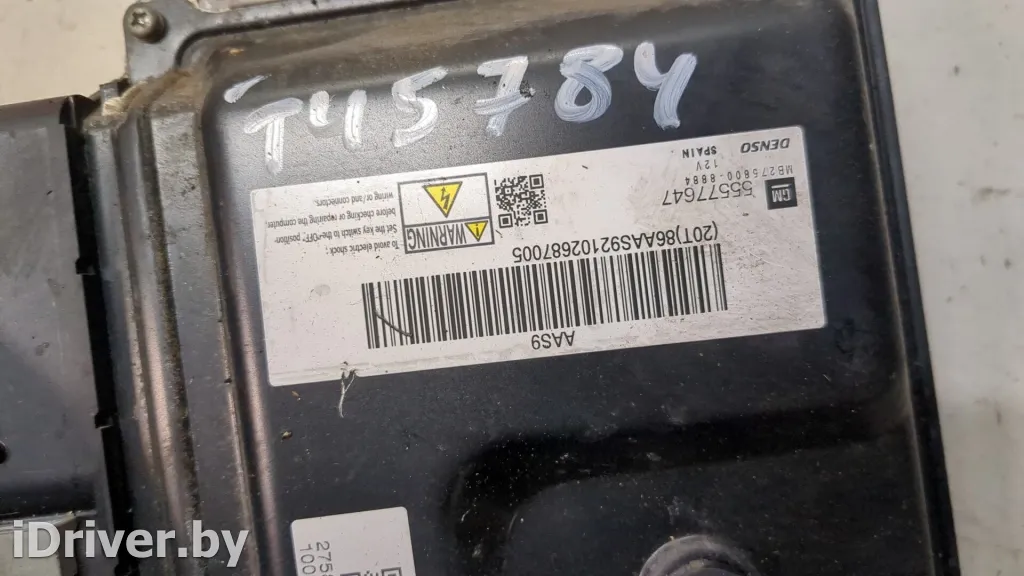 T45784
DENSO
SPAIN
MB275800-8884
12V
GM
55577647
(20T)86AAS92102687005
WARNING
To avoid electric shock.
Set the key switch to the "OFF" position
before checking or repairing the computer
wiring or and connectors.
AAS9
iDriver.by